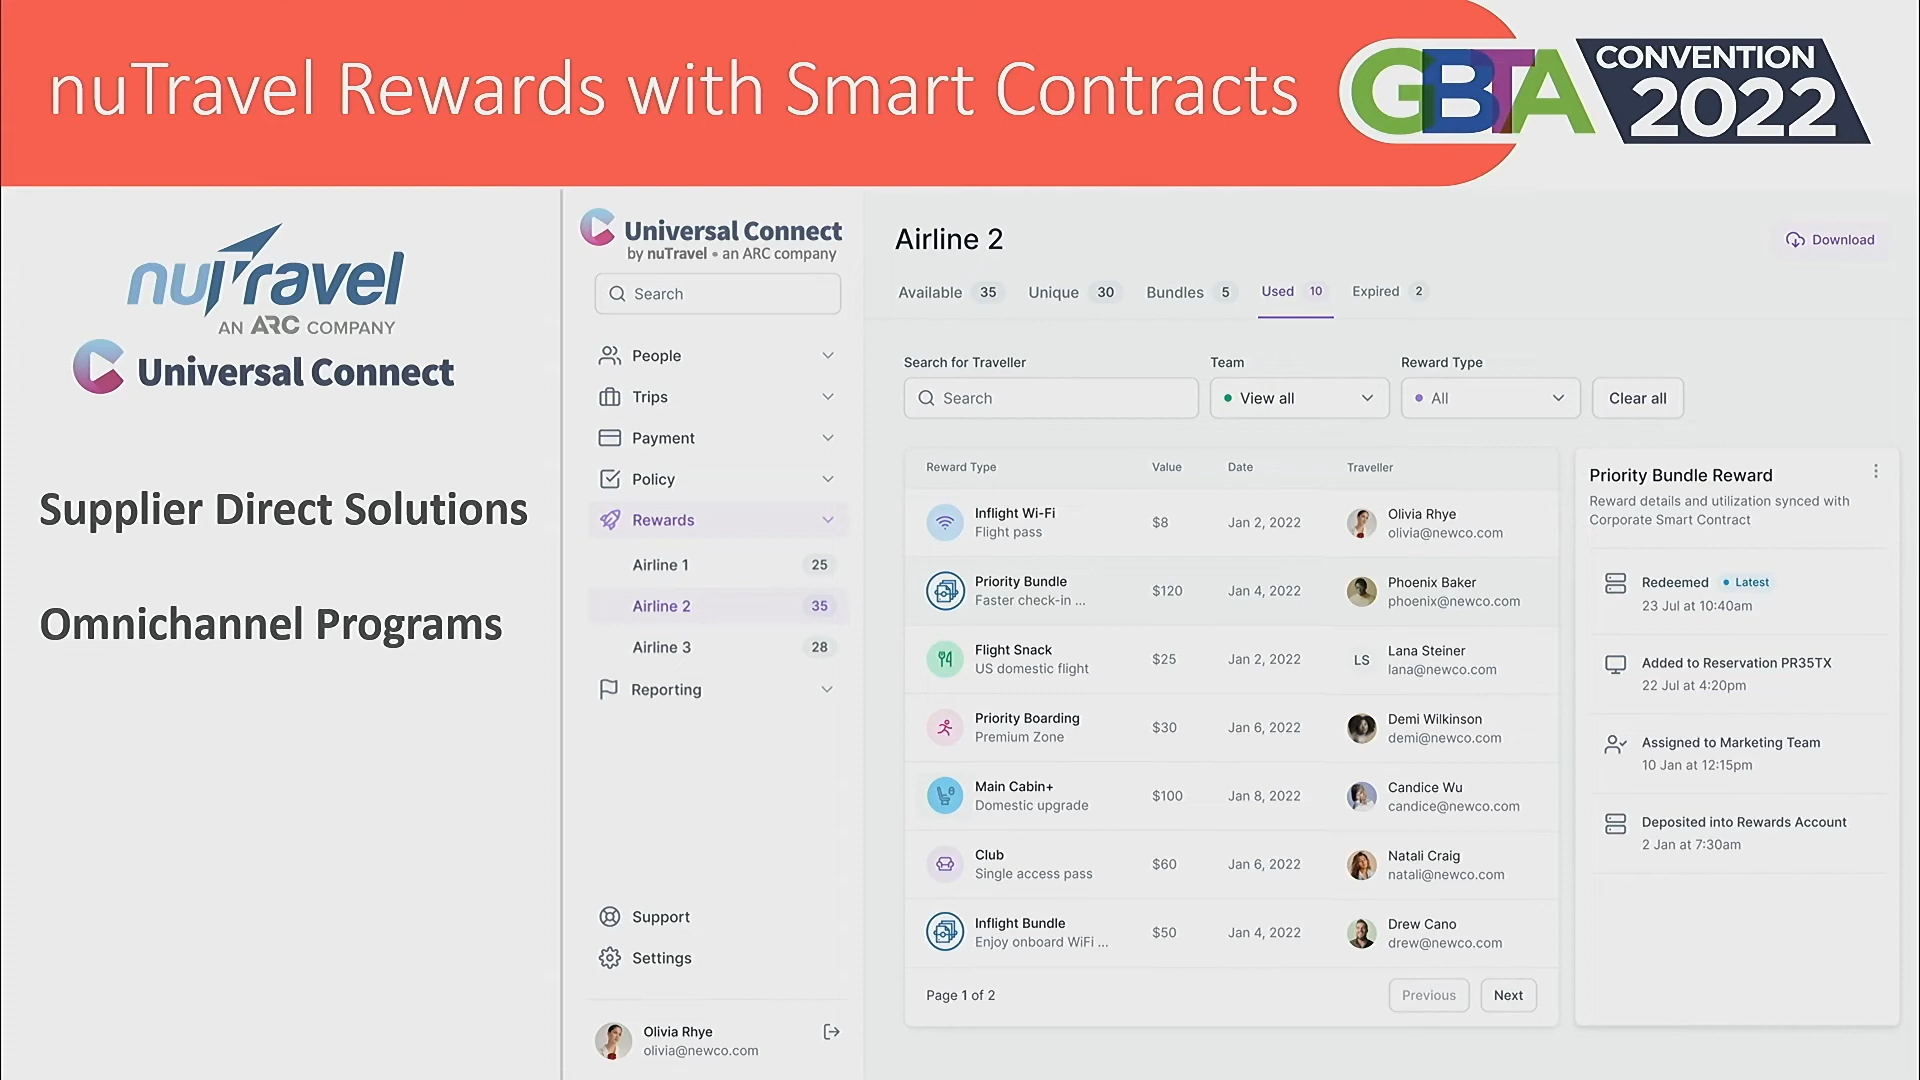 nuTravel Rewards with Smart Contracts
GBTA CONVENTION 2022
nuTravel
AN ARC COMPANY
Universal Connect
Supplier Direct Solutions
Omnichannel Programs
Universal Connect
by nuTravel • an ARC company
Search
People
Trips
Payment
Policy
Rewards
Airline 1 25
Airline 2 35
Airline 3 28
Reporting
Support
Settings
Olivia Rhye
olivia@newco.com
Airline 2
Download
Available 35 Unique 30 Bundles 5 Used 10 Expired 2
Search for Traveller Team Reward Type
Search View all All Clear all
Reward Type Value Date Traveller
Inflight Wi-Fi
Flight pass
$8 Jan 2, 2022
Olivia Rhye
olivia@newco.com
Priority Bundle
Faster check-in ...
$120 Jan 4, 2022
Phoenix Baker
phoenix@newco.com
Flight Snack
US domestic flight
$25 Jan 2, 2022
LS
Lana Steiner
lana@newco.com
Priority Boarding
Premium Zone
$30 Jan 6, 2022
Demi Wilkinson
demi@newco.com
Main Cabin+
Domestic upgrade
$100 Jan 8, 2022
Candice Wu
candice@newco.com
Club
Single access pass
$60 Jan 6, 2022
Natali Craig
natali@newco.com
Inflight Bundle
Enjoy onboard WiFi ...
$50 Jan 4, 2022
Drew Cano
drew@newco.com
Page 1 of 2 Previous Next
Priority Bundle Reward
Reward details and utilization synced with
Corporate Smart Contract
Redeemed Latest
23 Jul at 10:40am
Added to Reservation PR35TX
22 Jul at 4:20pm
Assigned to Marketing Team
10 Jan at 12:15pm
Deposited into Rewards Account
2 Jan at 7:30am